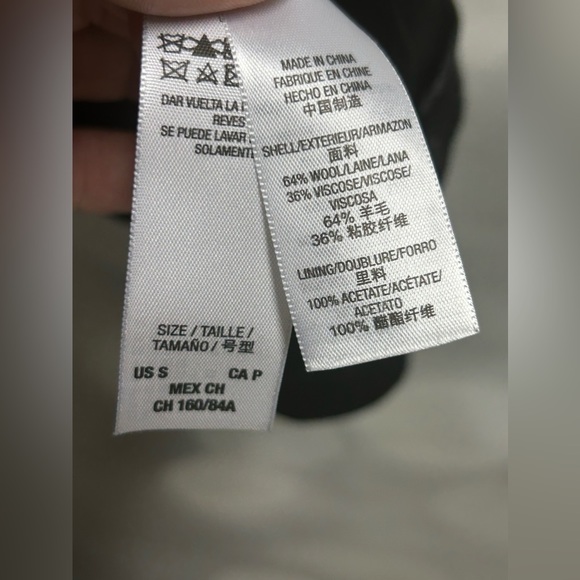 DAR VUELTA LA
REVES
SE PUEDE LAVAR
SOLAMENTE
SIZE / TAILLE /
TAMAÑO / 号型
US S CA P
MEX CH
CH 160/84A
MADE IN CHINA
FABRIQUE EN CHINE
HECHO EN CHINA
中国制造
SHELL/EXTERIEUR/ARMAZON
面料
64% WOOL/LAINE/LANA
36% VISCOSE/VISCOSE/
VISCOSA
64% 羊毛
36% 粘胶纤维
LINING/DOUBLURE/FORRO
里料
100% ACETATE/ACÉTATE/
ACETATO
100% 醋酯纤维